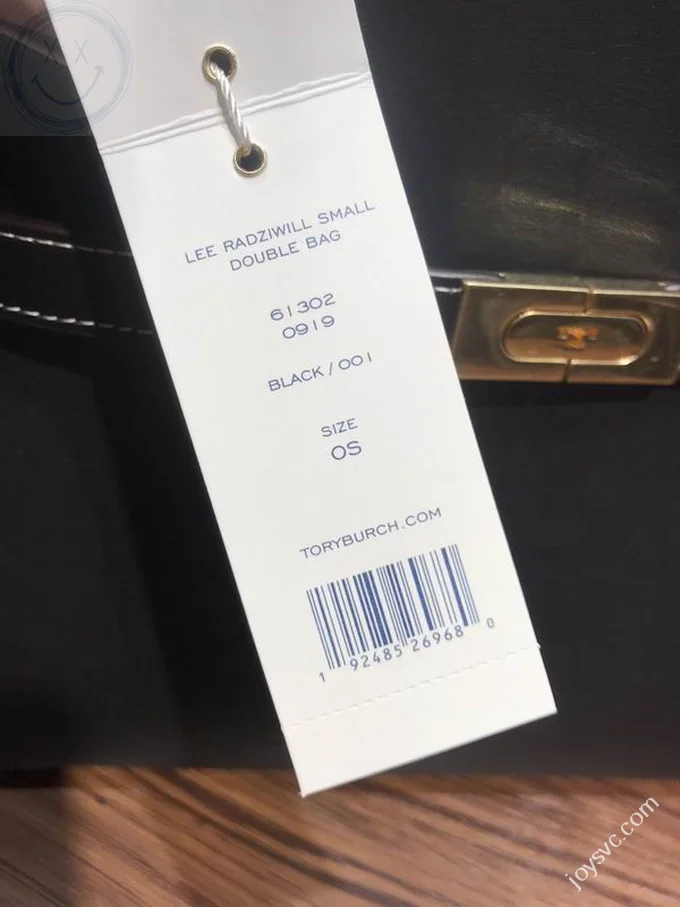 LEE RADZIWILL SMALL
DOUBLE BAG
61302
0919
BLACK / 001
SIZE
OS
TORYBURCH.COM
1 92485 26968 0
joysvc.com